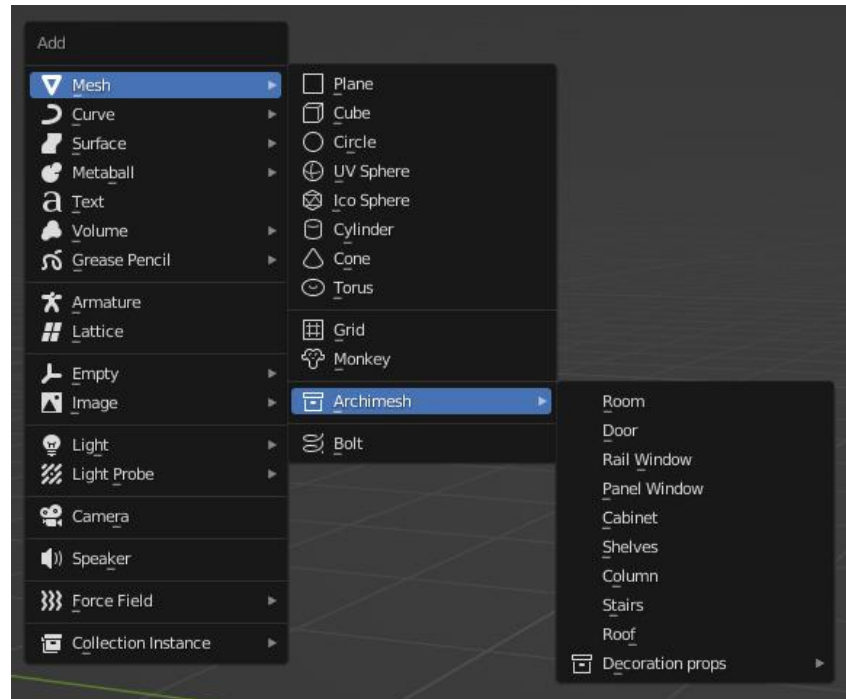 Add
Mesh
Curve
Surface
Metaball
Text
Volume
Grease Pencil
Armature
Lattice
Empty
Image
Light
Light Probe
Camera
Speaker
Force Field
Collection Instance
Plane
Cube
Circle
UV Sphere
Ico Sphere
Cylinder
Cone
Torus
Grid
Monkey
Archimesh
Bolt
Room
Door
Rail Window
Panel Window
Cabinet
Shelves
Column
Stairs
Roof
Decoration props